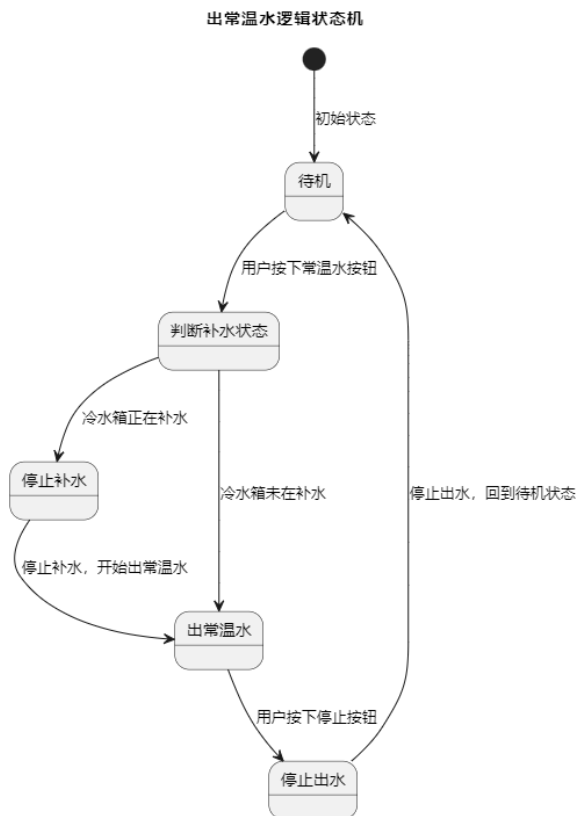 出常温水逻辑状态机
初始状态
待机
用户按下常温水按钮
判断补水状态
冷水箱正在补水
停止补水
冷水箱未在补水
停止出水，回到待机状态
停止补水，开始出常温水
出常温水
用户按下停止按钮
停止出水